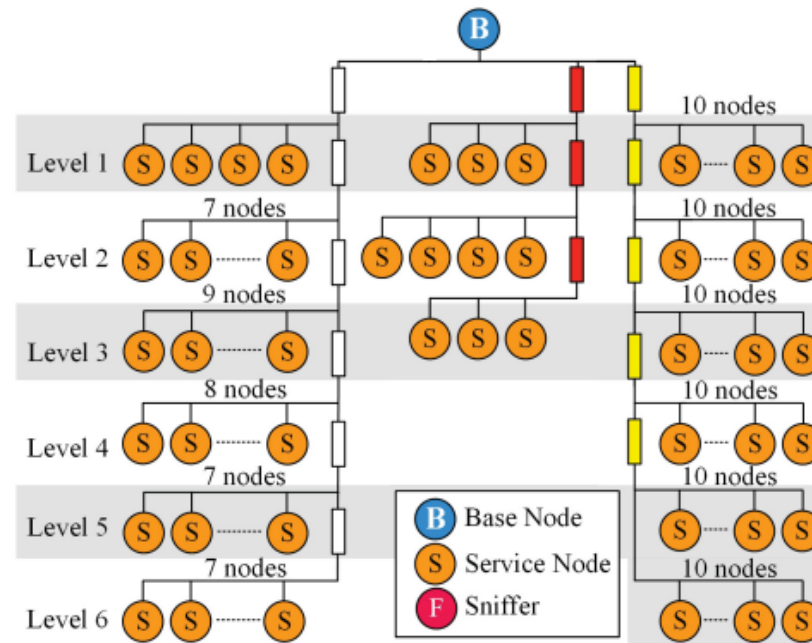 B
10 nodes
Level 1 S S S S S S S S S S
7 nodes 10 nodes
Level 2 S S S S S S S S S S
9 nodes 10 nodes
Level 3 S S S S S S S S S
8 nodes 10 nodes
Level 4 S S S S S S
7 nodes 10 nodes
Level 5 S S S S S S
7 nodes 10 nodes
Level 6 S S S S S S
B Base Node
S Service Node
F Sniffer